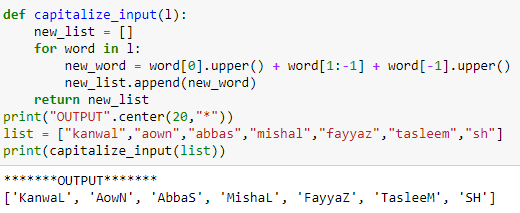 def capitalize_input(l):
    new_list = []
    for word in l:
        new_word = word[0].upper() + word[1:-1] + word[-1].upper()
        new_list.append(new_word)
    return new_list
print("OUTPUT".center(20,"*"))
list = ["kanwal","aown","abbas","mishal","fayyaz","tasleem","sh"]
print(capitalize_input(list))
*******OUTPUT*******
['KanwaL', 'AowN', 'AbbaS', 'MishaL', 'FayyaZ', 'TasleeM', 'SH']